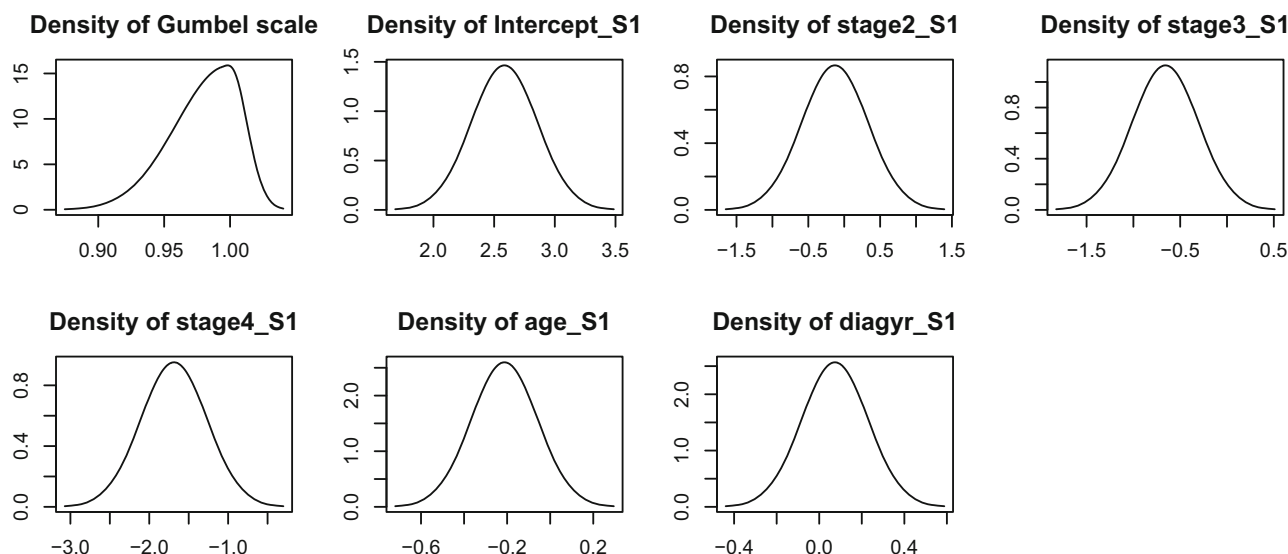 Density of Gumbel scale
Density of Intercept_S1
Density of stage2_S1
Density of stage3_S1
0 5 10 15
0.90 0.95 1.00
0.0 0.5 1.0 1.5
2.0 2.5 3.0 3.5
0.0 0.4 0.8
−1.5 −0.5 0.5 1.5
0.0 0.4 0.8
−1.5 −0.5 0.5
Density of stage4_S1
Density of age_S1
Density of diagyr_S1
0.0 0.4 0.8
−3.0 −2.0 −1.0
0.0 1.0 2.0
−0.6 −0.2 0.2
0.0 1.0 2.0
−0.4 0.0 0.4